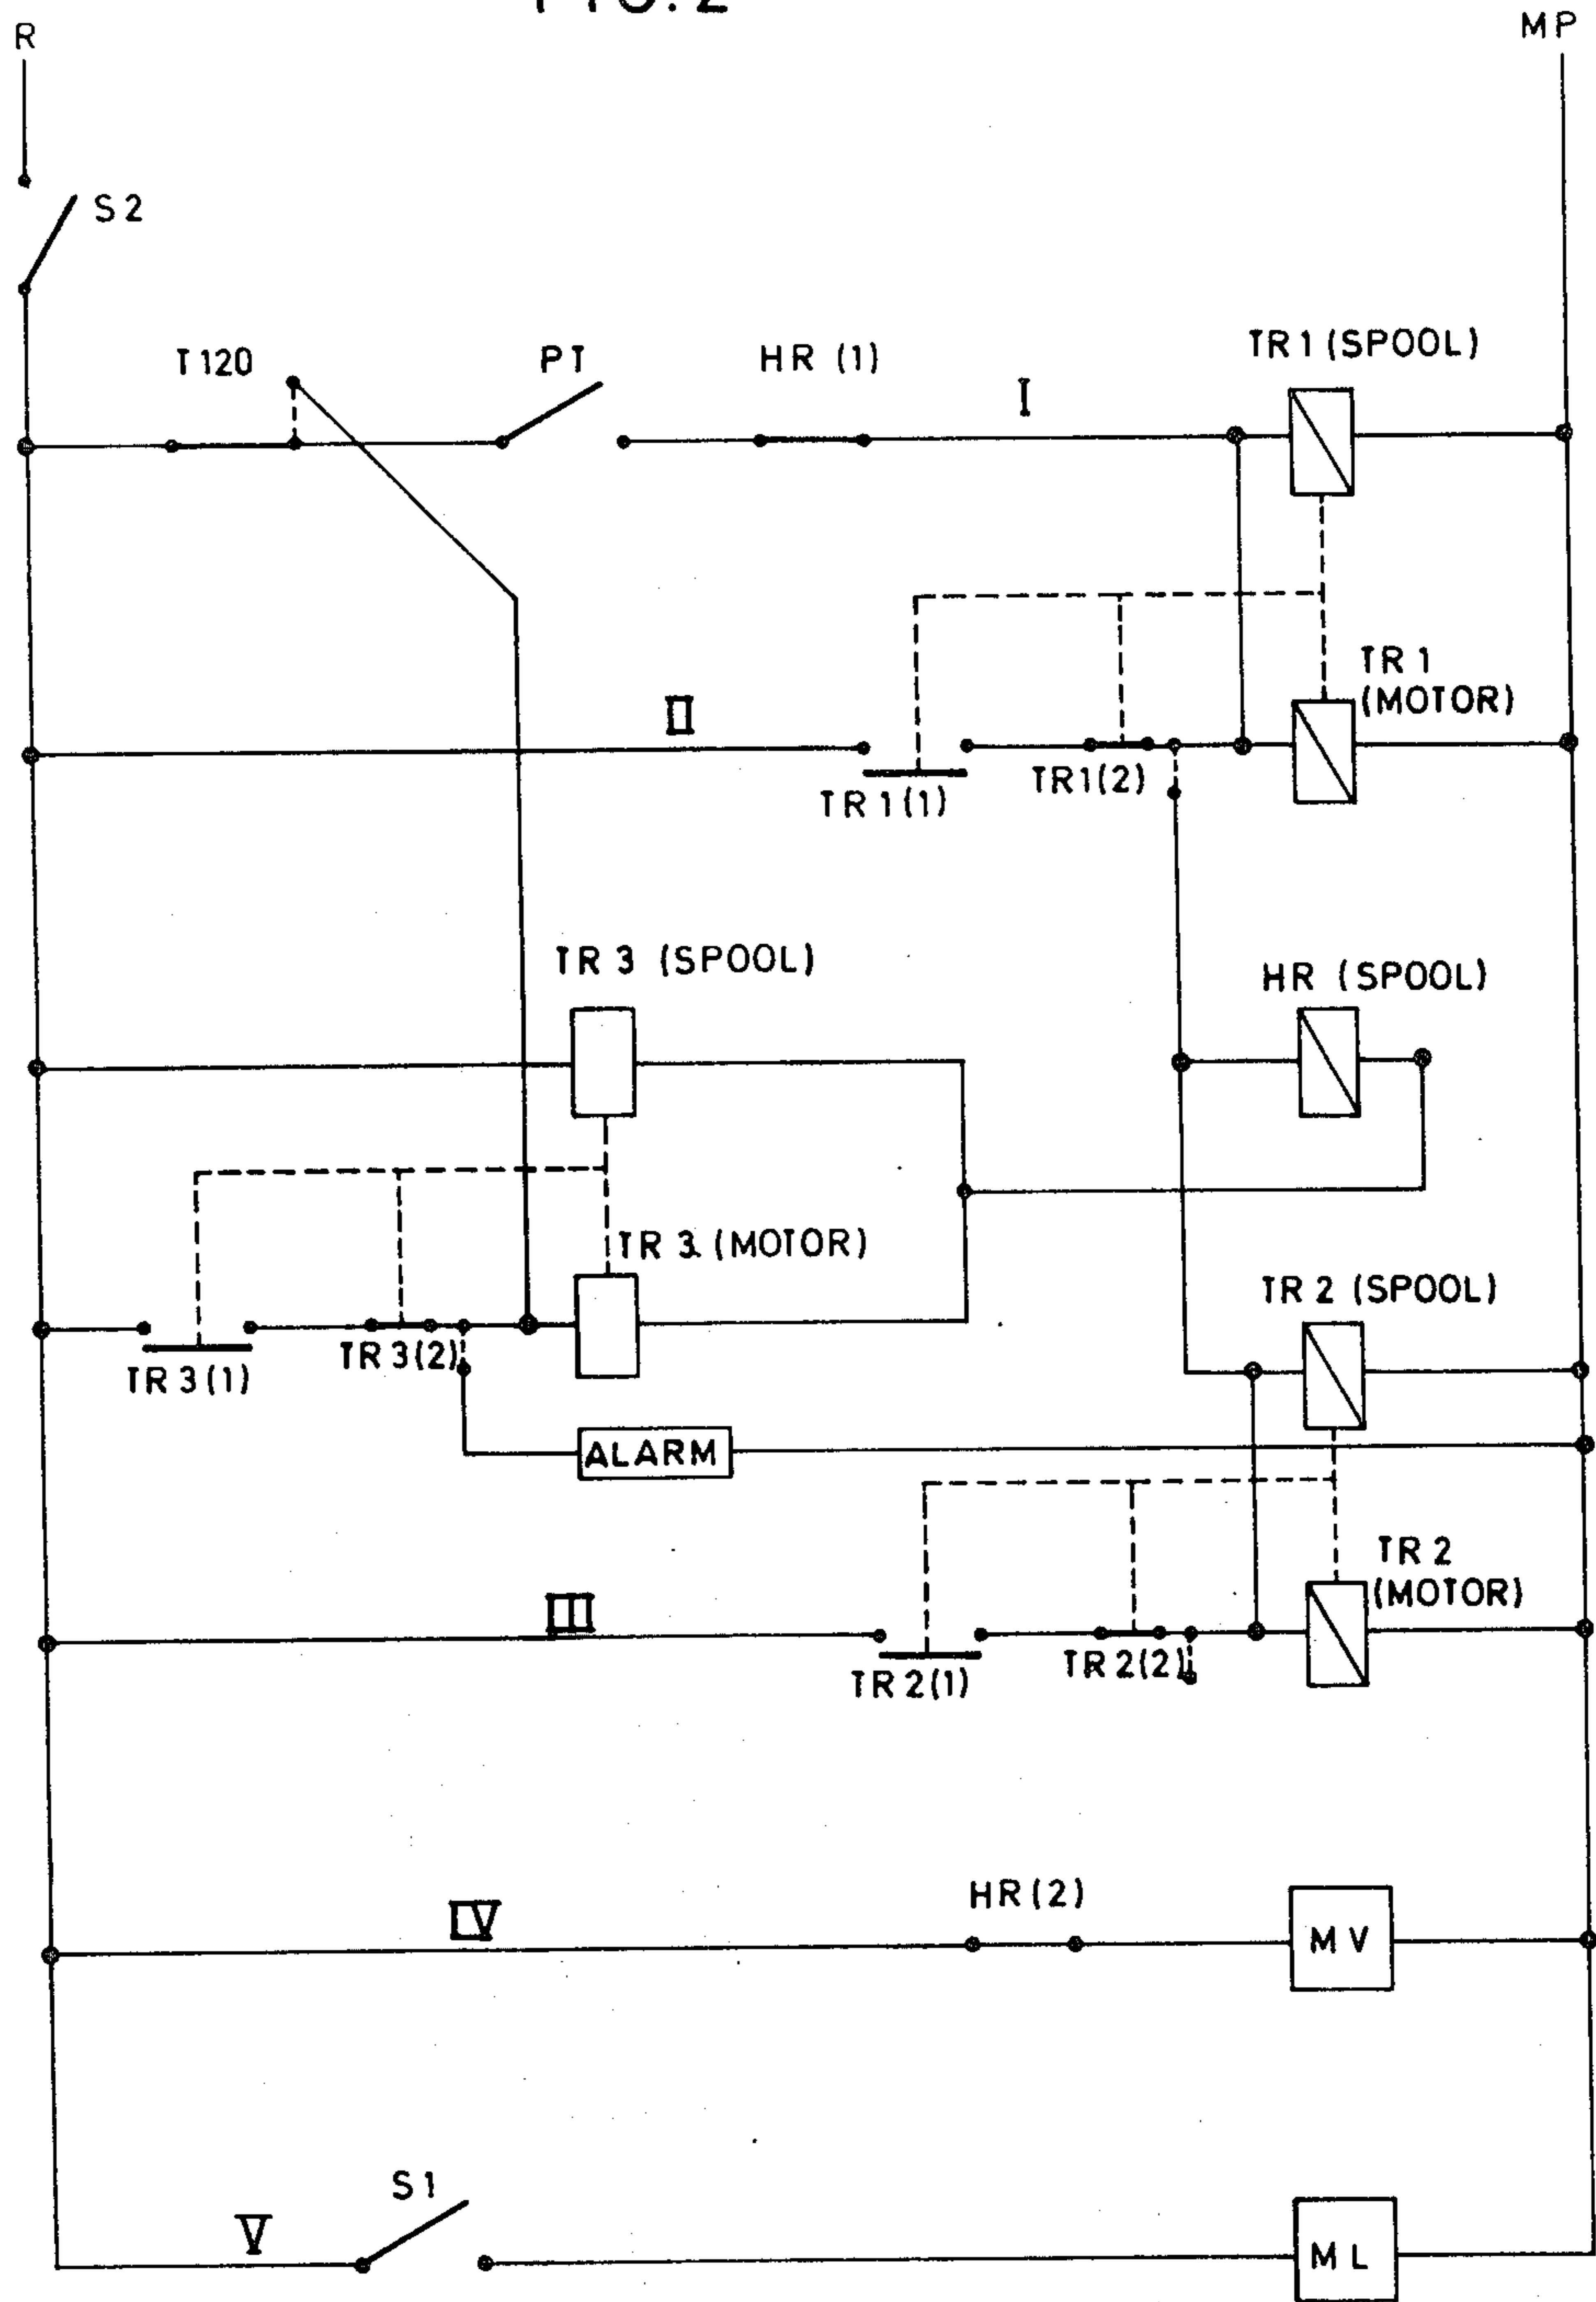 FIG. 2
R
MP
S2
T120
PT
HR (1)
I
TR1 (SPOOL)
TR 1
(MOTOR)
II
TR 1(1)
TR1(2)
TR 3 (SPOOL)
HR (SPOOL)
TR 3. (MOTOR)
TR 2 (SPOOL)
TR 3(1)
TR 3(2)
ALARM
TR 2
(MOTOR)
III
TR 2(1)
TR 2(2)
IV
HR(2)
MV
V
S1
ML